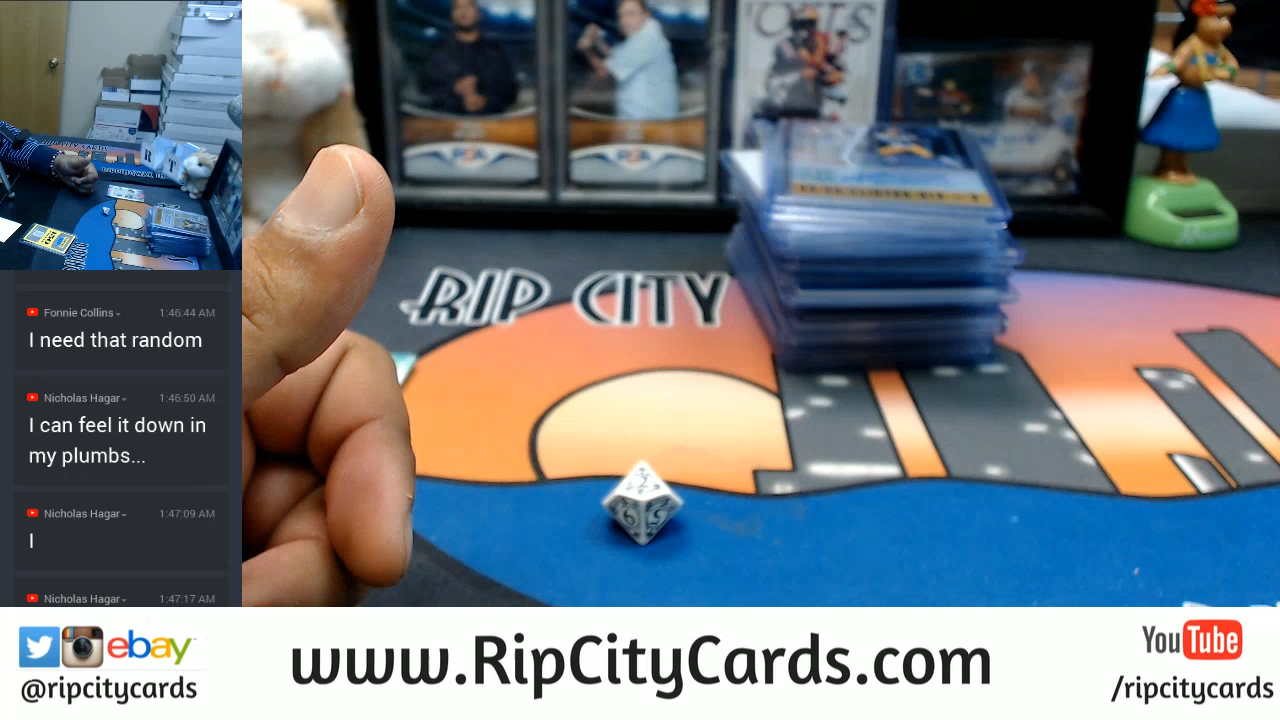 Fonnie Collins
1:46:44 AM
I need that random
Nicholas Hagar
1:46:50 AM
I can feel it down in
my plumbs...
Nicholas Hagar
1:47:09 AM
I
Nicholas Hagar
1:47:17 AM
RIP CITY
ebay
@ripcitycards
www.RipCityCards.com
YouTube
/ripcitycards